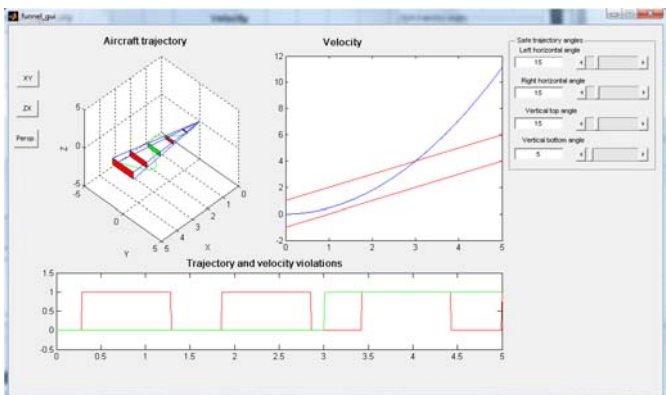 funnel_gui
Velocity
Aircraft trajectory
Velocity
Safe trajectory angles
Left horizontal angle
15
Right horizontal angle
15
Vertical top angle
15
Vertical bottom angle
5
XY
ZX
Persp.
5
0
-5
Z
-5
0
5
Y
5
4
3
2
1
0
X
12
10
8
6
4
2
0
-2
0
1
2
3
4
5
Trajectory and velocity violations
1.5
1
0.5
0
-0.5
0
0.5
1
1.5
2
2.5
3
3.5
4
4.5
5